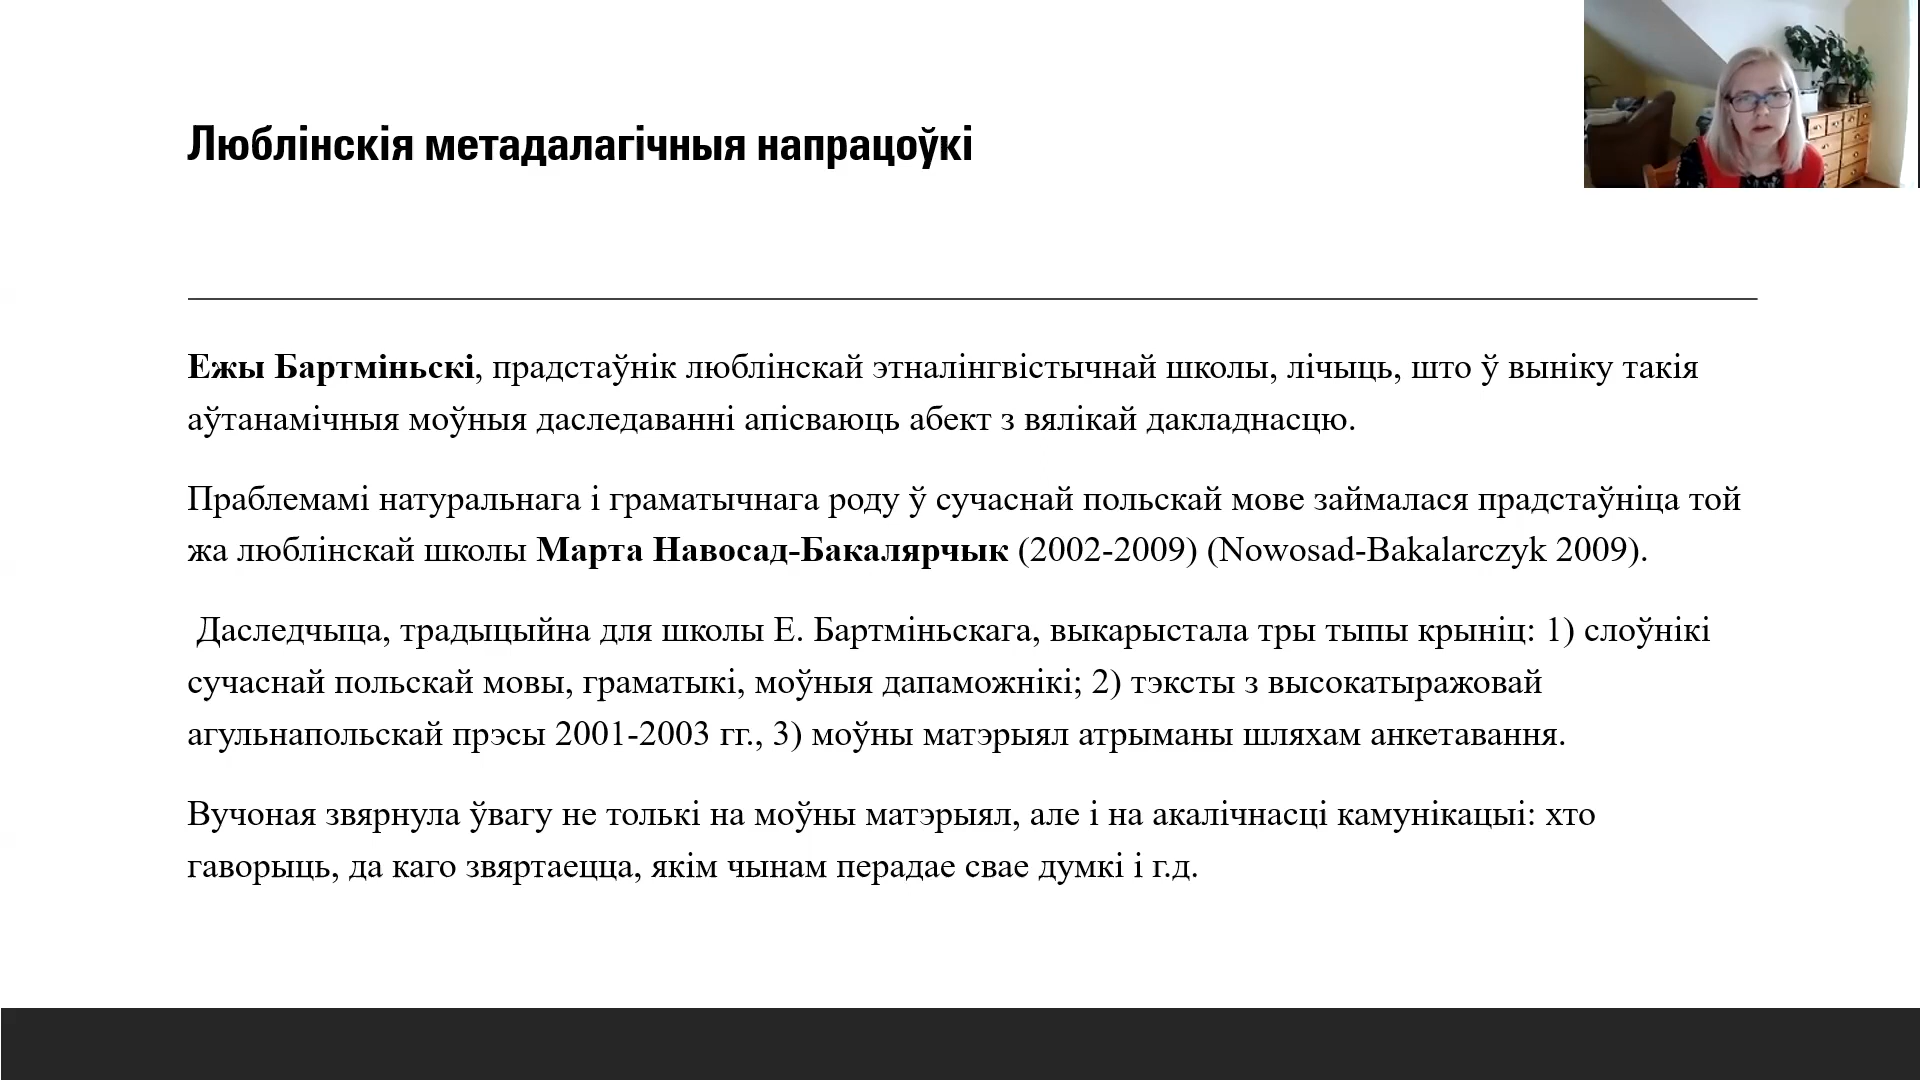 Люблінскія метадалагічныя напрацоўкі
Ежы Бартміньскі, прадстаўнік люблінскай этналінгвістычнай школы, лічыць, што ў выніку такія
аўтанамічныя моўныя даследаванні апісваюць абект з вялікай дакладнасцю.
Праблемамі натуральнага і граматычнага роду ў сучаснай польскай мове займалася прадстаўніца той
жа люблінскай школы Марта Навосад-Бакалярчык (2002-2009) (Nowosad-Bakalarczyk 2009).
Даследчыца, традыцыйна для школы Е. Бартміньскага, выкарыстала тры тыпы крыніц: 1) слоўнікі
сучаснай польскай мовы, граматыкі, моўныя дапаможнікі; 2) тэксты з высокатыражовай
агульнапольскай прэсы 2001-2003 гг., 3) моўны матэрыял атрыманы шляхам анкетавання.
Вучоная звярнула ўвагу не толькі на моўны матэрыял, але і на акалічнасці камунікацыі: хто
гаворыць, да каго звяртаецца, якім чынам перадае свае думкі і г.д.